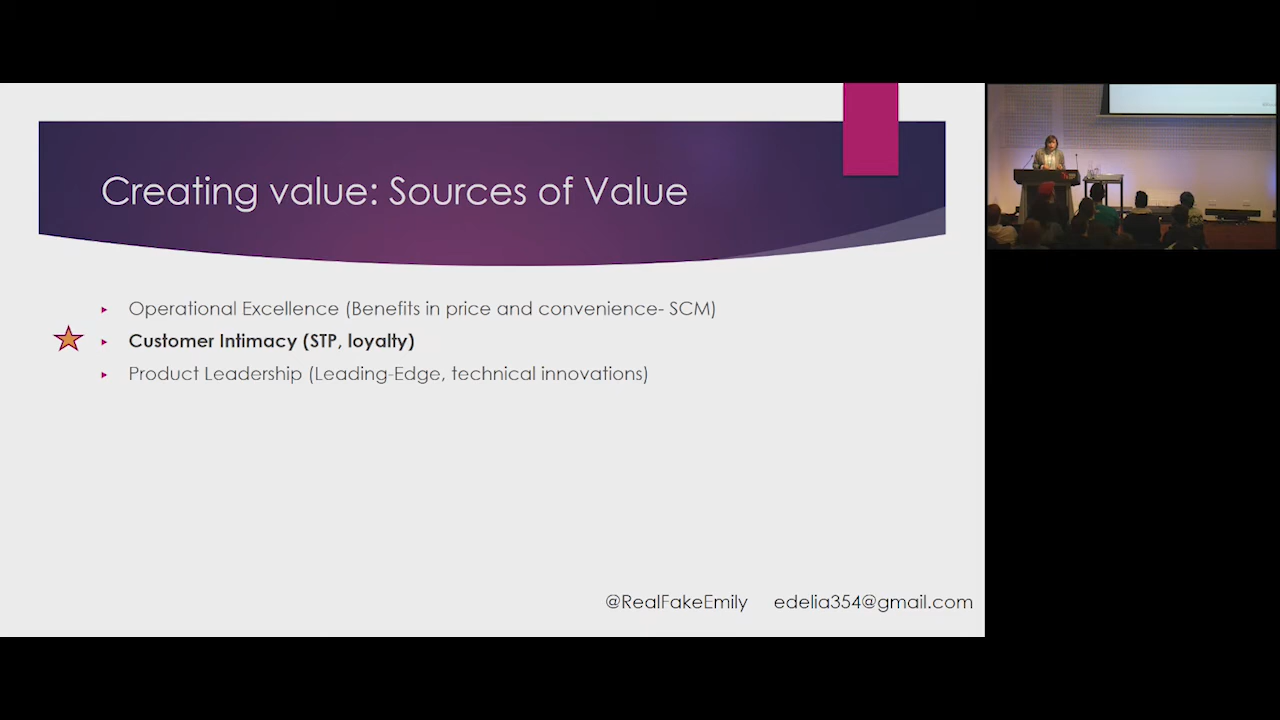 Creating value: Sources of Value
Operational Excellence (Benefits in price and convenience- SCM)
Customer Intimacy (STP, loyalty)
Product Leadership (Leading-Edge, technical innovations)
@RealFakeEmily edelia354@gmail.com